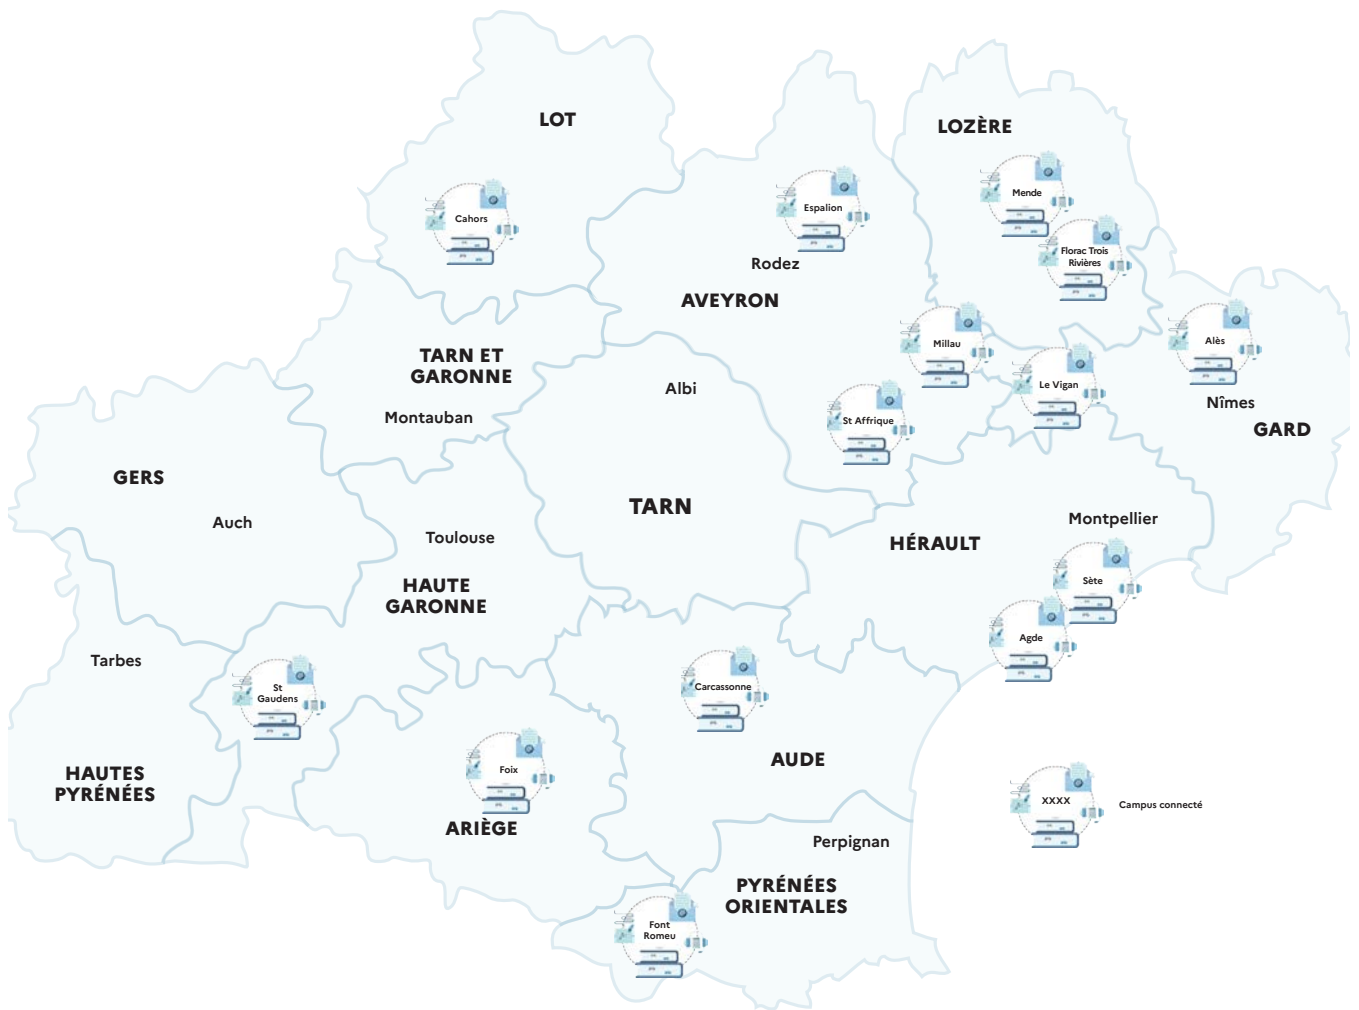 LOT
LOZÈRE
Mende
Cahors
Espalion
Florac Trois
Rivières
Rodez
AVEYRON
Millau
Alès
TARN ET
GARONNE
Albi
Le Vigan
Nîmes
Montauban
St Affrique
GARD
GERS
TARN
Auch
Montpellier
Toulouse
HÉRAULT
Sète
HAUTE
GARONNE
Agde
Tarbes
St
Gaudens
Carcassonne
Foix
AUDE
HAUTES
PYRÉNÉES
XXXX
Campus connecté
ARIÈGE
Perpignan
PYRÉNÉES
ORIENTALES
Font
Romeu